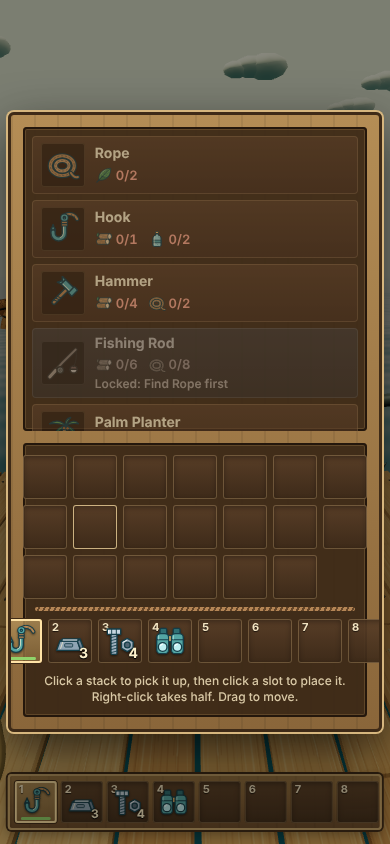 Rope
0/2
Hook
0/1 0/2
Hammer
0/4 0/2
Fishing Rod
0/6 0/8
Locked: Find Rope first
Palm Planter
2 3 4 5 6 7 8
3 4
Click a stack to pick it up, then click a slot to place it.
Right-click takes half. Drag to move.
1 2 3 4 5 6 7 8
3 4